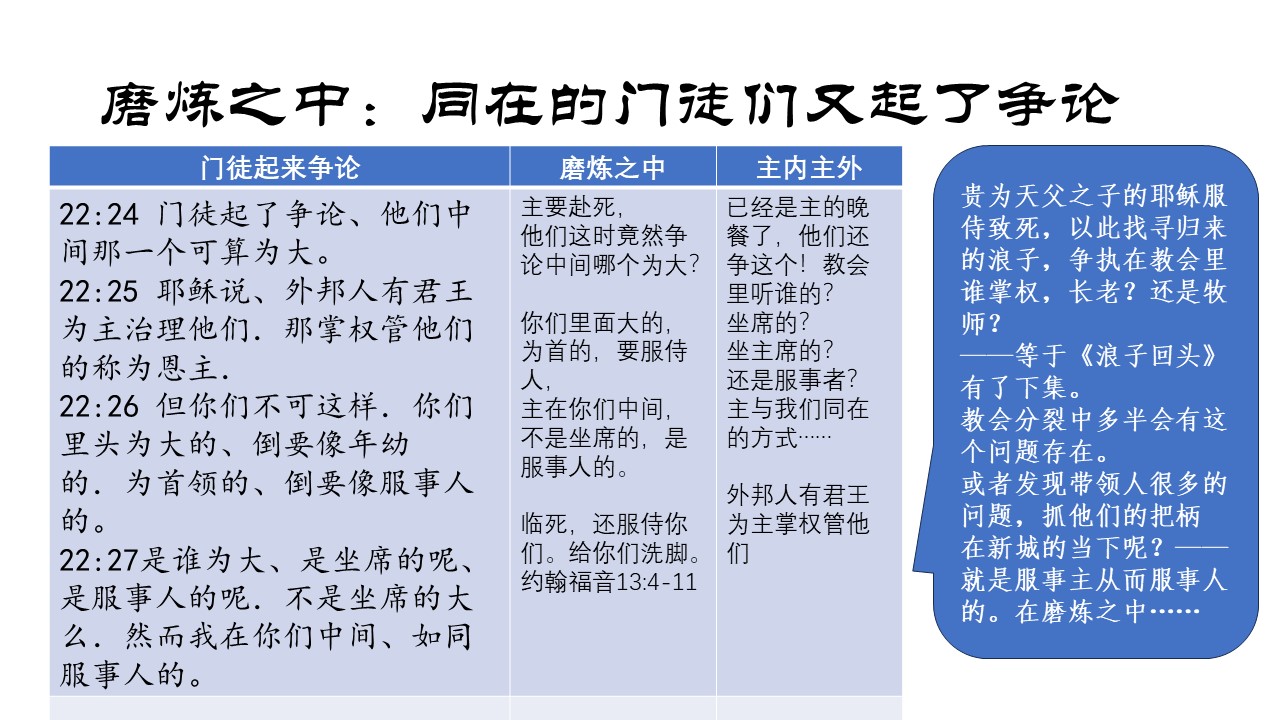 磨炼之中：同在的门徒们又起了争论
门徒起来争论
磨炼之中
主内主外
22:24 门徒起了争论、他们中
间那一个可算为大。
22:25 耶稣说、外邦人有君王
为主治理他们．那掌权管他们
的称为恩主．
22:26 但你们不可这样．你们
里头为大的、倒要像年幼
的．为首领的、倒要像服事人
的。
22:27是谁为大、是坐席的呢、
是服事人的呢．不是坐席的大
么．然而我在你们中间、如同
服事人的。
主要赴死，
他们这时竟然争
论中间哪个为大？
你们里面大的，
为首的，要服侍
人，
主在你们中间，
不是坐席的，是
服事人的。
临死，还服侍你
们。给你们洗脚。
约翰福音13:4-11
已经是主的晚
餐了，他们还
争这个！教会
里听谁的？
坐席的？
坐主席的？
还是服事者？
主与我们同在
的方式……
外邦人有君王
为主掌权管他
们
贵为天父之子的耶稣服
侍致死，以此找寻归来
的浪子，争执在教会里
谁掌权，长老？还是牧
师？
——等于《浪子回头》
有了下集。
教会分裂中多半会有这
个问题存在。
或者发现带领人很多的
问题，抓他们的把柄
在新城的当下呢？——
就是服事主从而服事人
的。在磨炼之中……